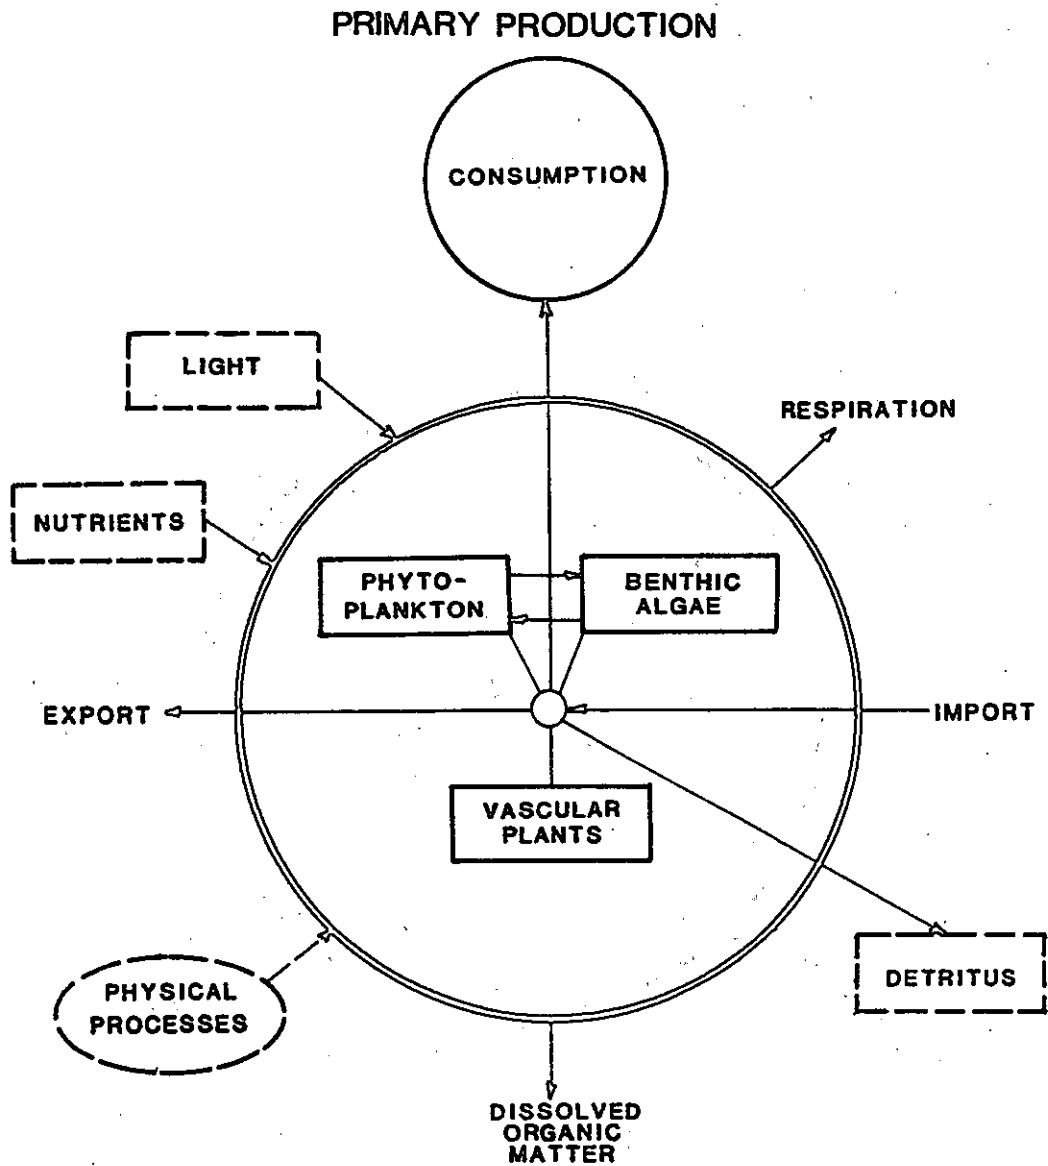 PRIMARY PRODUCTION
CONSUMPTION
LIGHT
RESPIRATION
NUTRIENTS
PHYTO-
PLANKTON
BENTHIC
ALGAE
EXPORT
IMPORT
VASCULAR
PLANTS
DETRITUS
PHYSICAL
PROCESSES
DISSOLVED
ORGANIC
MATTER